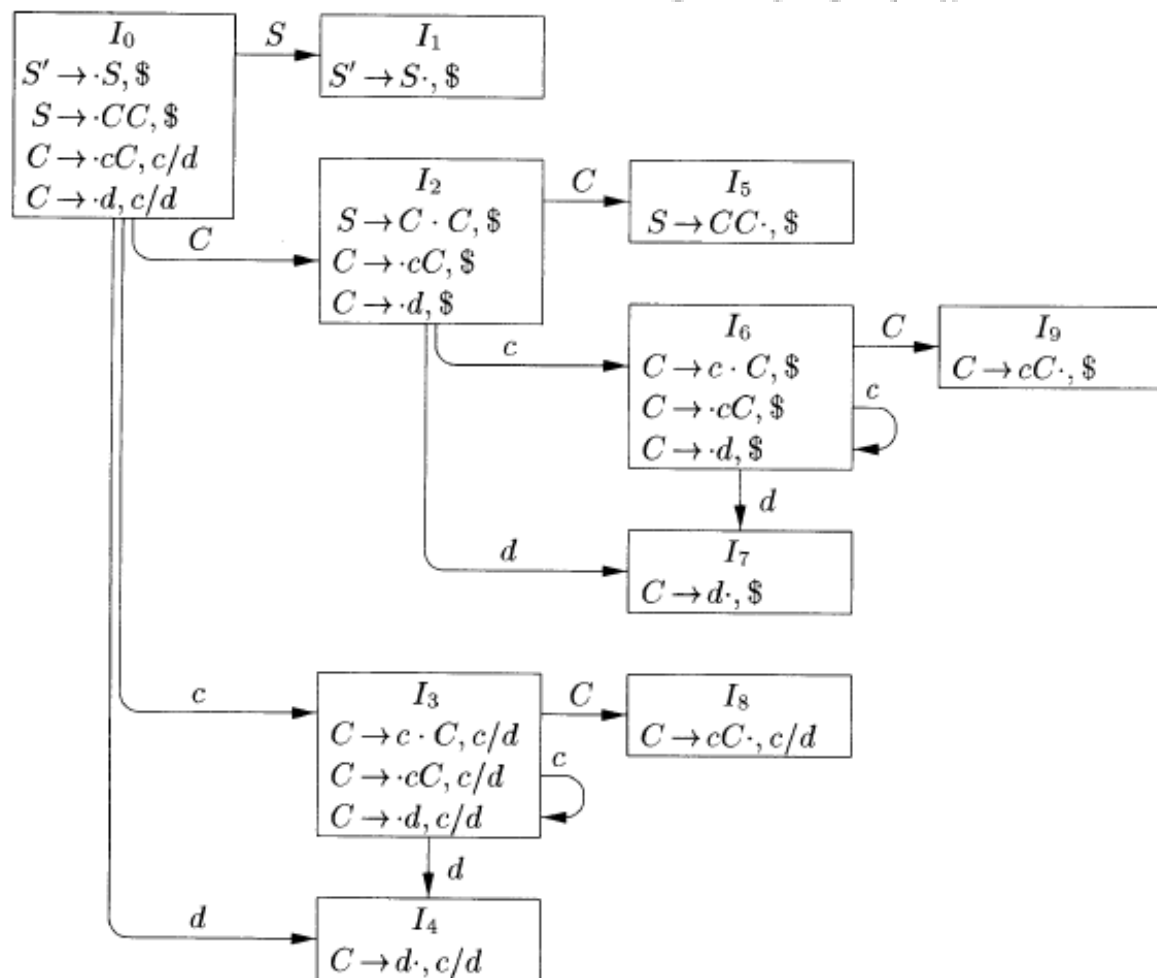 I₀
S' → ·S, $
S → ·CC, $
C → ·cC, c/d
C → ·d, c/d
S
I₁
S' → S·, $
C
I₂
S → C · C, $
C → ·cC, $
C → ·d, $
C
I₅
S → CC·, $
c
I₆
C → c · C, $
C → ·cC, $
C → ·d, $
C
I₉
C → cC·, $
c
d
d
I₇
C → d·, $
c
I₃
C → c · C, c/d
C → ·cC, c/d
C → ·d, c/d
C
I₈
C → cC·, c/d
c
d
d
I₄
C → d·, c/d